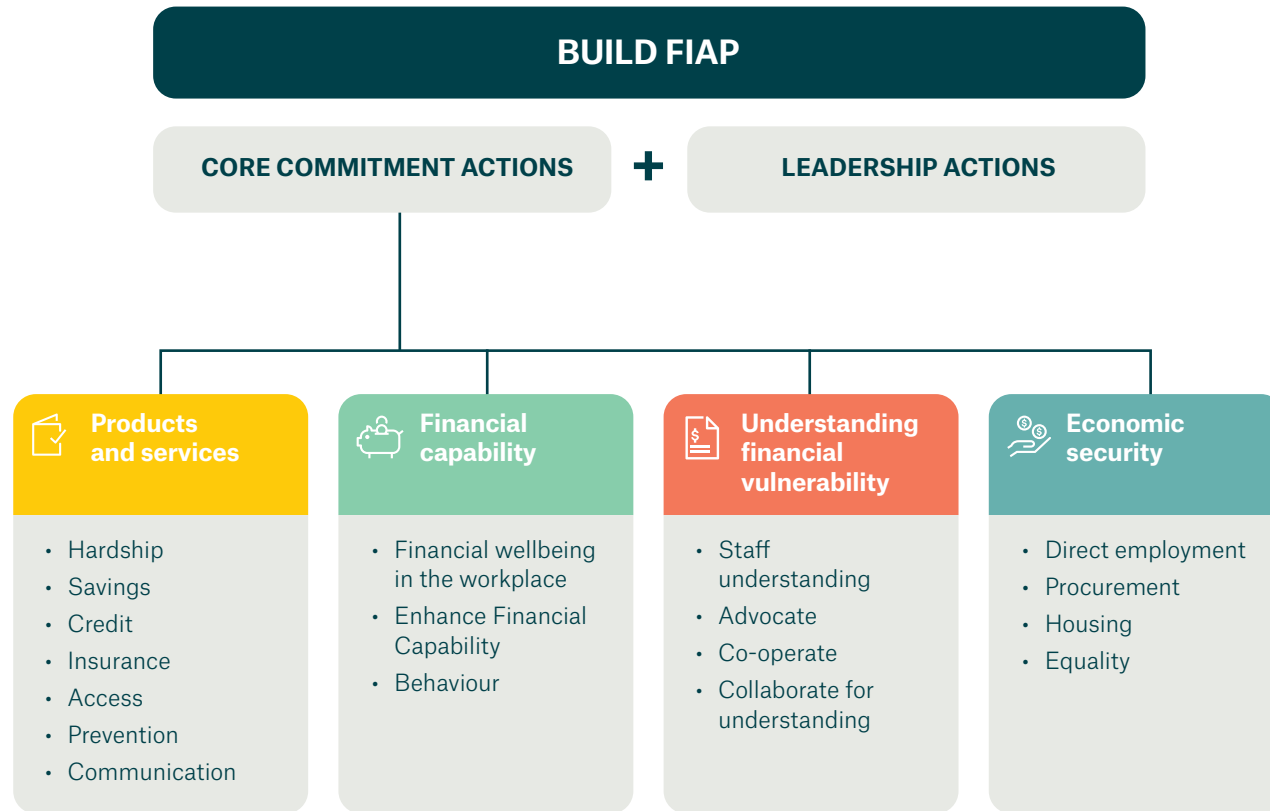 BUILD FIAP
CORE COMMITMENT ACTIONS
+
LEADERSHIP ACTIONS
Products
and services
• Hardship
• Savings
• Credit
• Insurance
• Access
• Prevention
• Communication
Financial
capability
• Financial wellbeing
in the workplace
• Enhance Financial
Capability
• Behaviour
Understanding
financial
vulnerability
• Staff
understanding
• Advocate
• Co-operate
• Collaborate for
understanding
Economic
security
• Direct employment
• Procurement
• Housing
• Equality